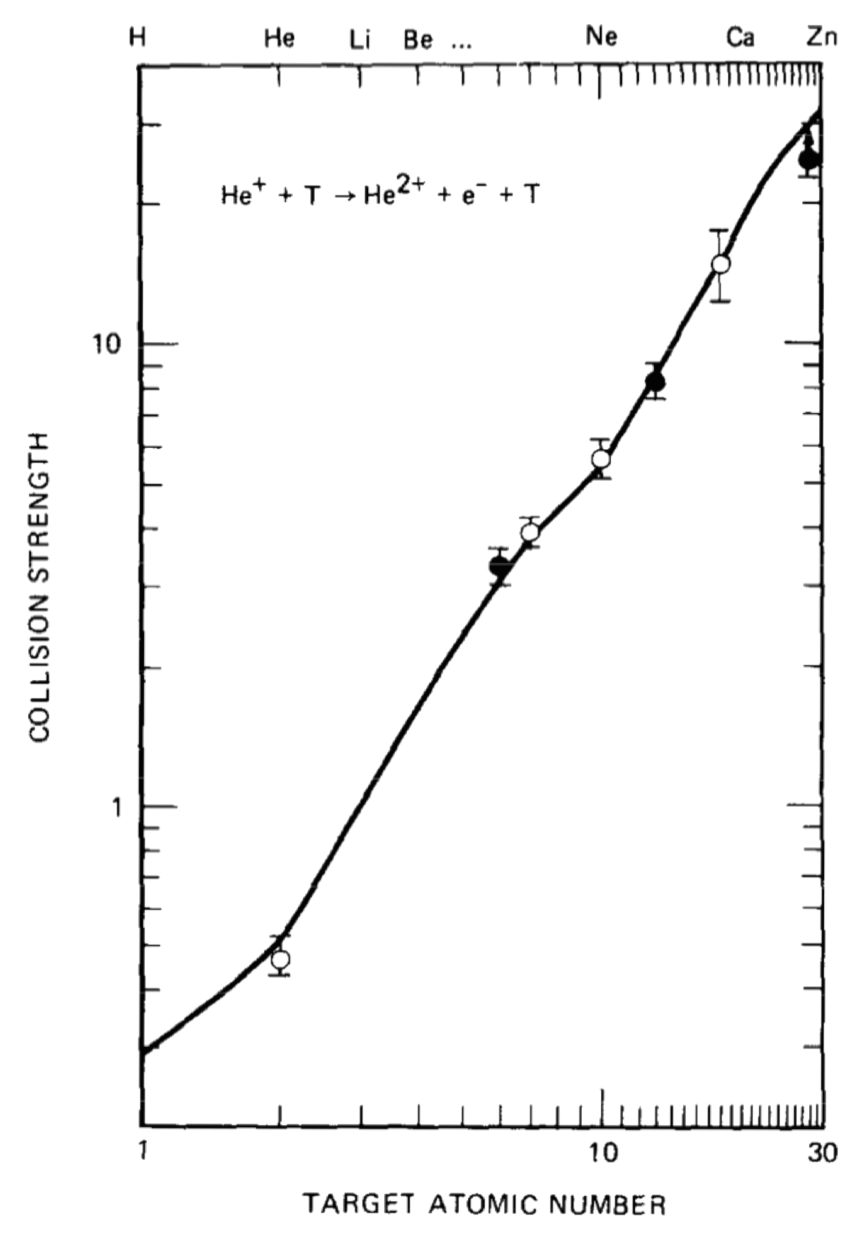 H He Li Be ... Ne Ca Zn
He⁺ + T → He²⁺ + e⁻ + T
10
COLLISION STRENGTH
1
1 10 30
TARGET ATOMIC NUMBER